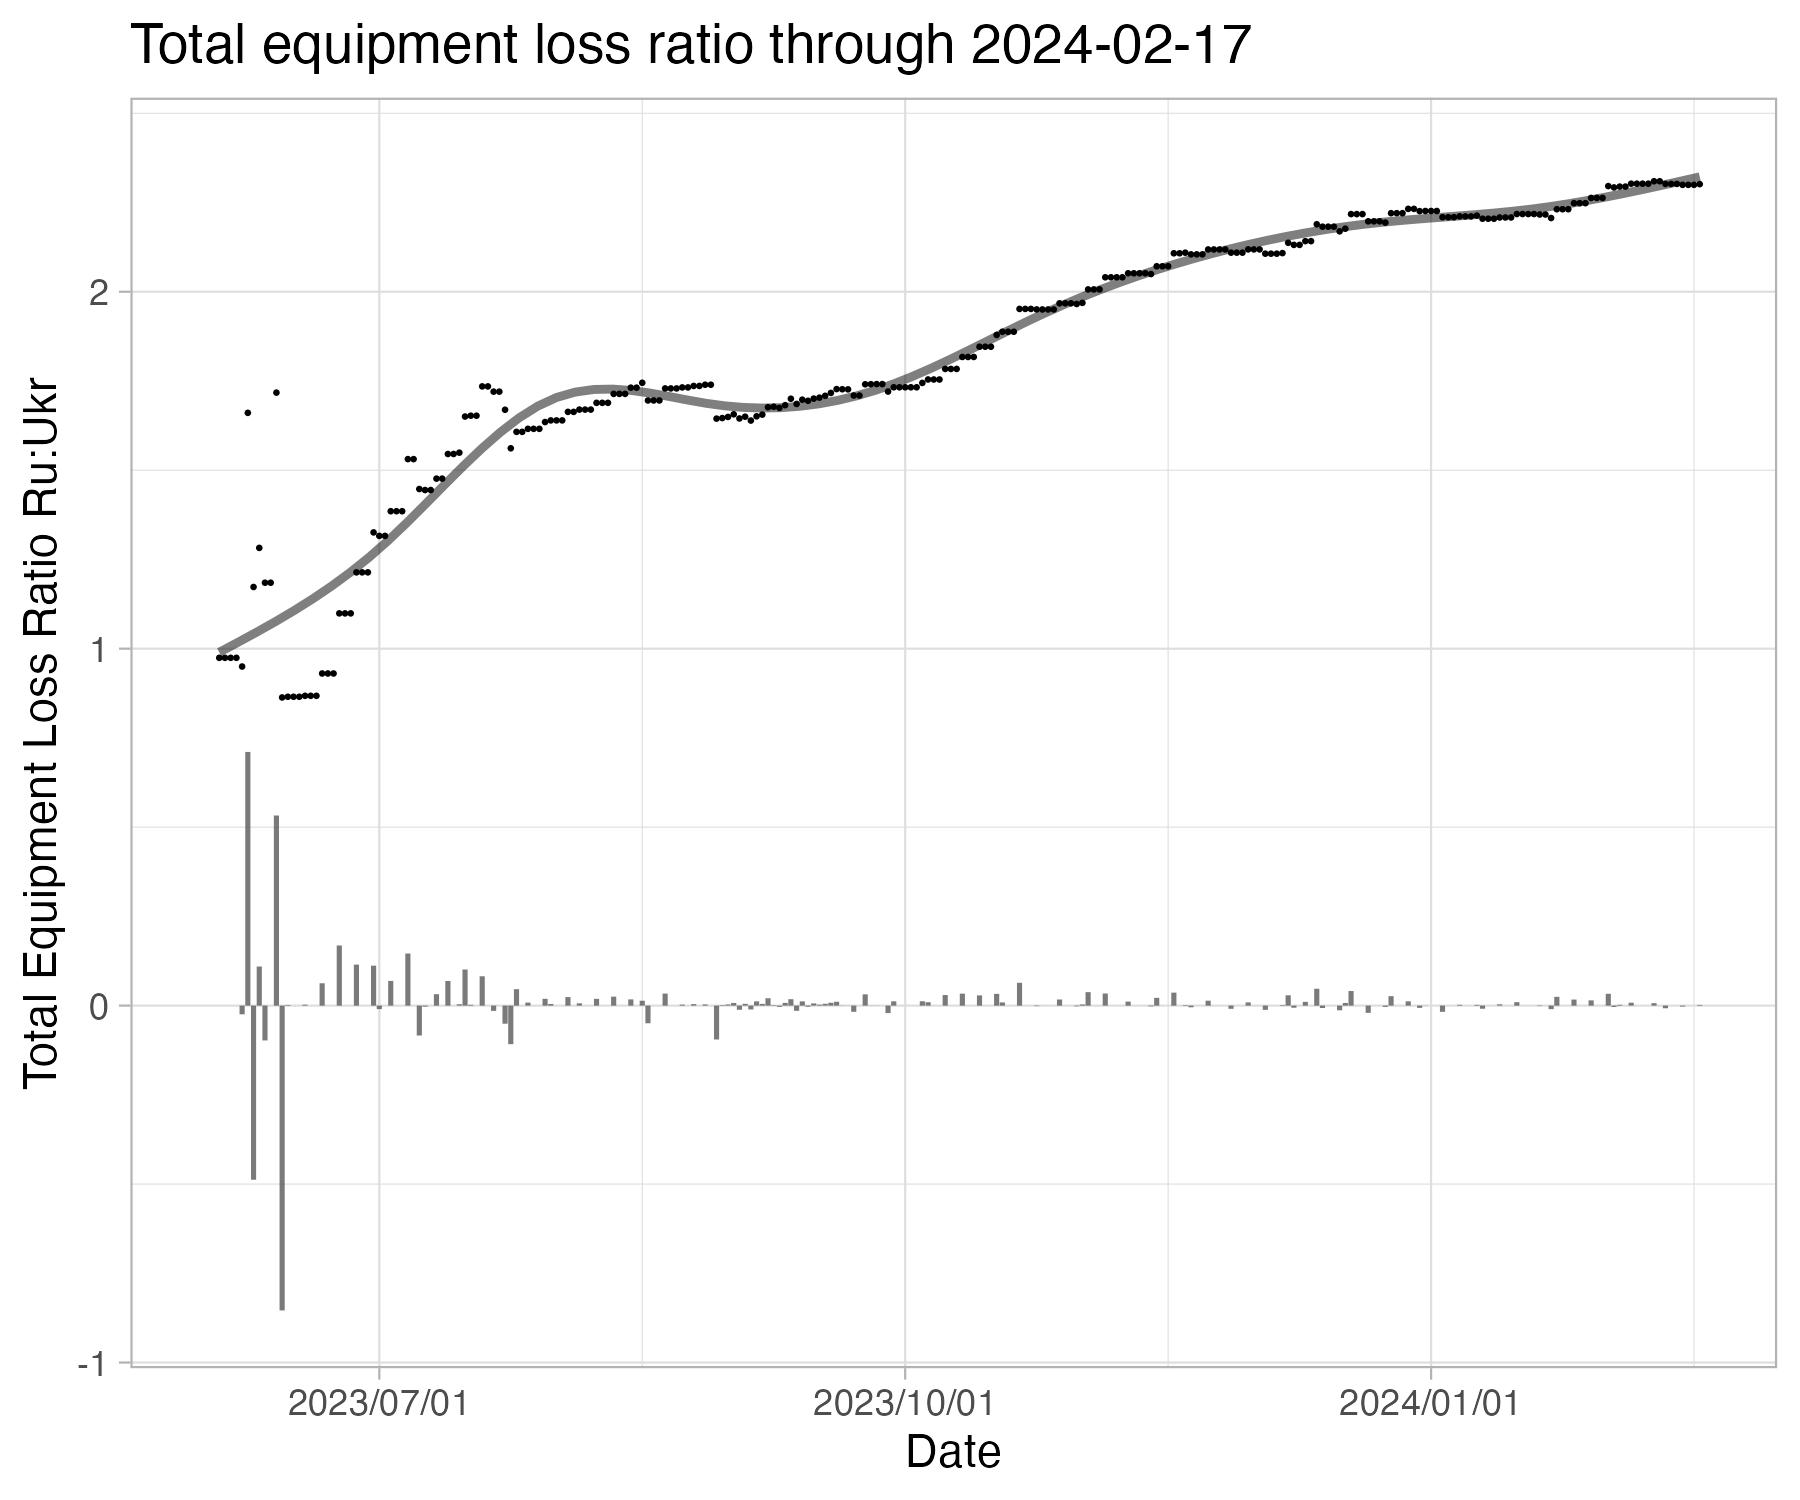 Total equipment loss ratio through 2024-02-17
Total Equipment Loss Ratio Ru:Ukr
2
1
0
-1
2023/07/01
2023/10/01
2024/01/01
Date